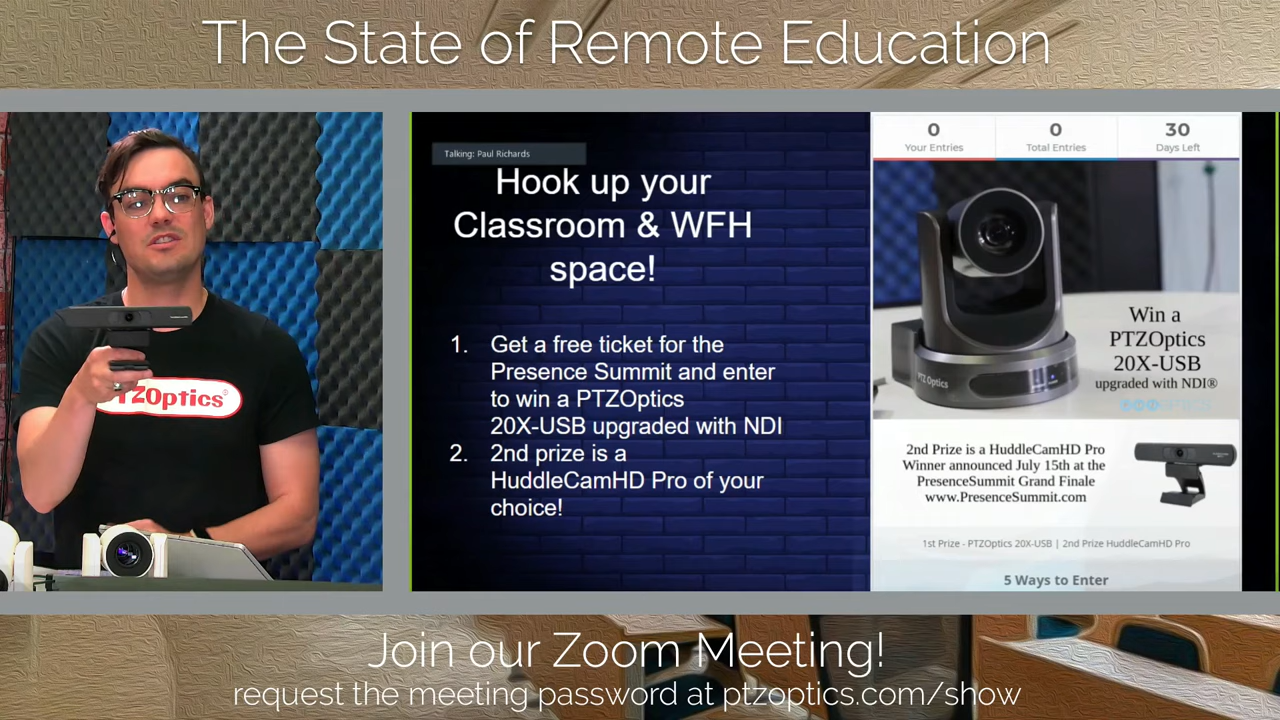 The State of Remote Education
PTZOptics®
Talking: Paul Richards
Hook up your
Classroom & WFH
space!
1. Get a free ticket for the
Presence Summit and enter
to win a PTZOptics
20X-USB upgraded with NDI
2. 2nd prize is a
HuddleCamHD Pro of your
choice!
0
Your Entries
0
Total Entries
30
Days Left
PTZ Optics
Win a
PTZOptics
20X-USB
upgraded with NDI®
2nd Prize is a HuddleCamHD Pro
Winner announced July 15th at the
PresenceSummit Grand Finale
www.PresenceSummit.com
1st Prize - PTZOptics 20X-USB | 2nd Prize HuddleCamHD Pro
5 Ways to Enter
Join our Zoom Meeting!
request the meeting password at ptzoptics.com/show